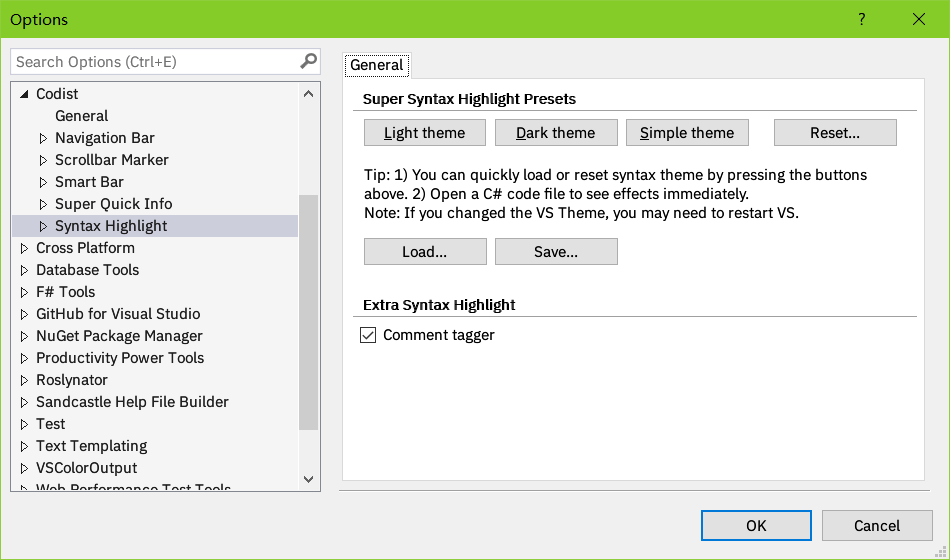 Options
?
Search Options (Ctrl+E)
Codist
General
Navigation Bar
Scrollbar Marker
Smart Bar
Super Quick Info
Syntax Highlight
Cross Platform
Database Tools
F# Tools
GitHub for Visual Studio
NuGet Package Manager
Productivity Power Tools
Roslynator
Sandcastle Help File Builder
Test
Text Templating
VSColorOutput
Web Performance Test Tools
General
Super Syntax Highlight Presets
Light theme Dark theme Simple theme Reset...
Tip: 1) You can quickly load or reset syntax theme by pressing the buttons
above. 2) Open a C# code file to see effects immediately.
Note: If you changed the VS Theme, you may need to restart VS.
Load... Save...
Extra Syntax Highlight
Comment tagger
OK Cancel